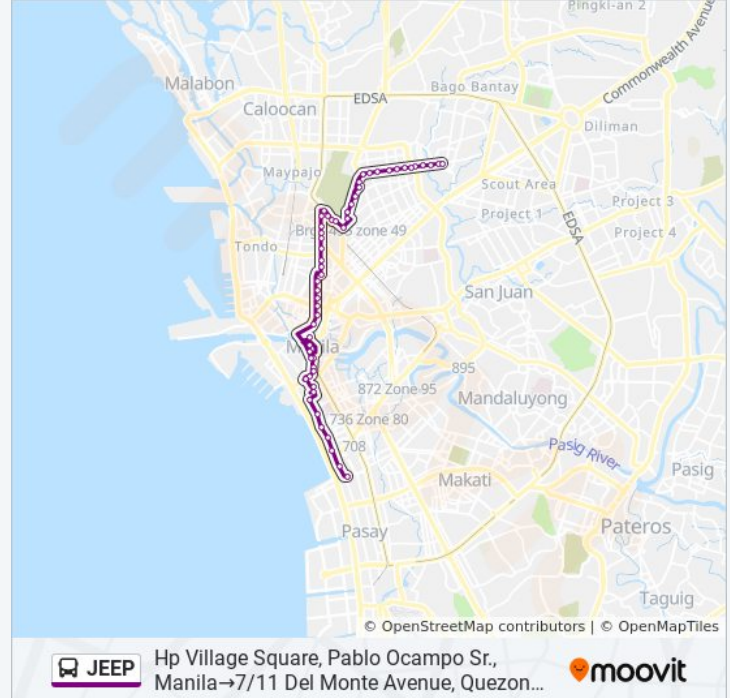 Pingki-an 2
Commonwealth Avenue
Malabon
EDSA
Bago Bantay
Caloocan
Diliman
Maypajo
Scout Area
Project 1
Project 3
EDSA
Project 4
zone 49
Tondo
San Juan
895
872 Zone 95
Mandaluyong
736 Zone 80
708
Pasig River
Pasig
Makati
Pateros
Pasay
Taguig
© OpenStreetMap contributors | © OpenMapTiles
JEEP
Hp Village Square, Pablo Ocampo Sr.,
Manila→7/11 Del Monte Avenue, Quezon...
moovit